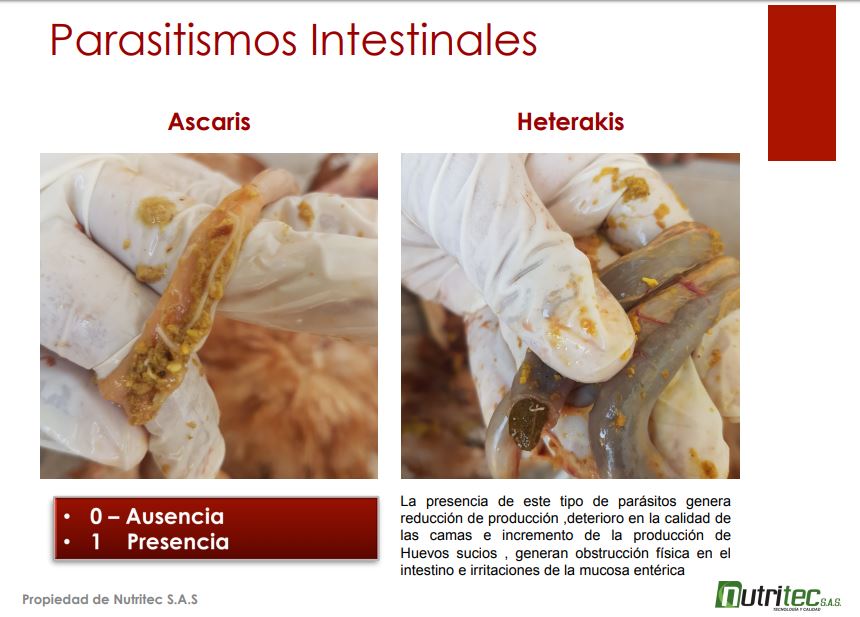 Parasitismos Intestinales
Ascaris
Heterakis
• 0 – Ausencia
• 1 Presencia
La presencia de este tipo de parásitos genera
reducción de producción ,deterioro en la calidad de
las camas e incremento de la producción de
Huevos sucios , generan obstrucción física en el
intestino e irritaciones de la mucosa entérica
Propiedad de Nutritec S.A.S
nutritec S.A.S.
TECNOLOGÍA Y CALIDAD